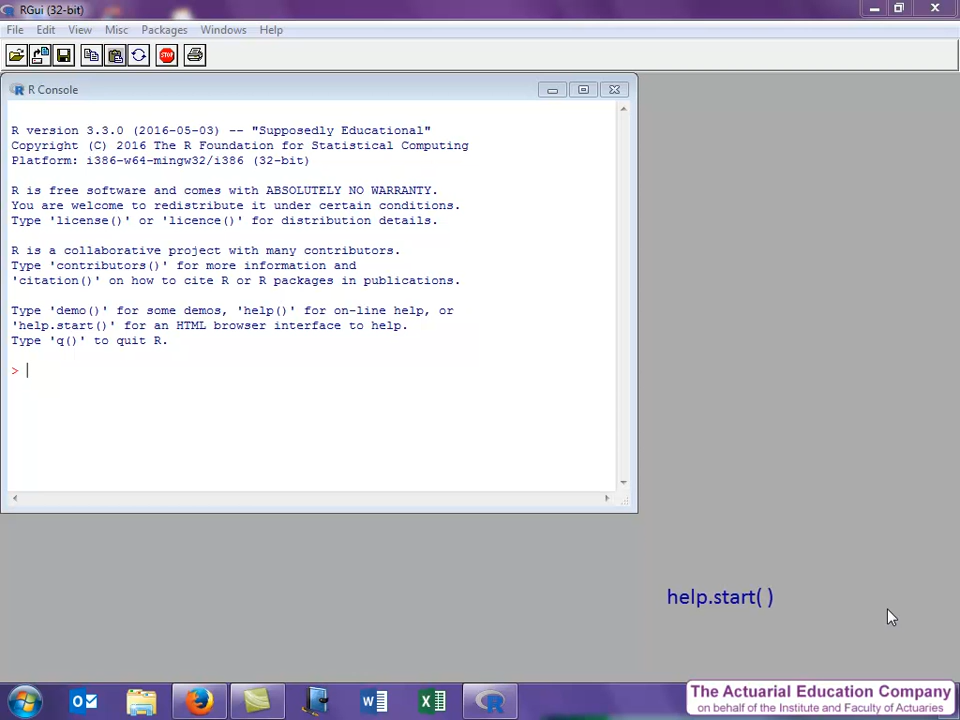 RGui (32-bit)
File Edit View Misc Packages Windows Help
STOP
R Console
R version 3.3.0 (2016-05-03) -- "Supposedly Educational"
Copyright (C) 2016 The R Foundation for Statistical Computing
Platform: i386-w64-mingw32/i386 (32-bit)
R is free software and comes with ABSOLUTELY NO WARRANTY.
You are welcome to redistribute it under certain conditions.
Type 'license()' or 'licence()' for distribution details.
R is a collaborative project with many contributors.
Type 'contributors()' for more information and
'citation()' on how to cite R or R packages in publications.
Type 'demo()' for some demos, 'help()' for on-line help, or
'help.start()' for an HTML browser interface to help.
Type 'q()' to quit R.
>
help.start( )
The Actuarial Education Company
on behalf of the Institute and Faculty of Actuaries